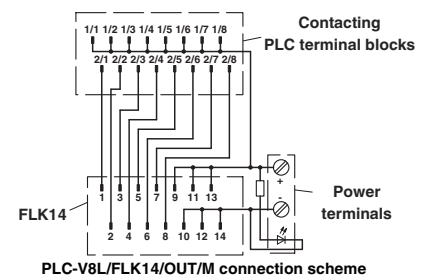 Contacting
PLC terminal blocks
1/1 1/2 1/3 1/4 1/5 1/6 1/7 1/8
2/1 2/2 2/3 2/4 2/5 2/6 2/7 2/8
1 3 5 7 9 11 13
+
-
Power
terminals
FLK14
2 4 6 8 10 12 14
PLC-V8L/FLK14/OUT/M connection scheme